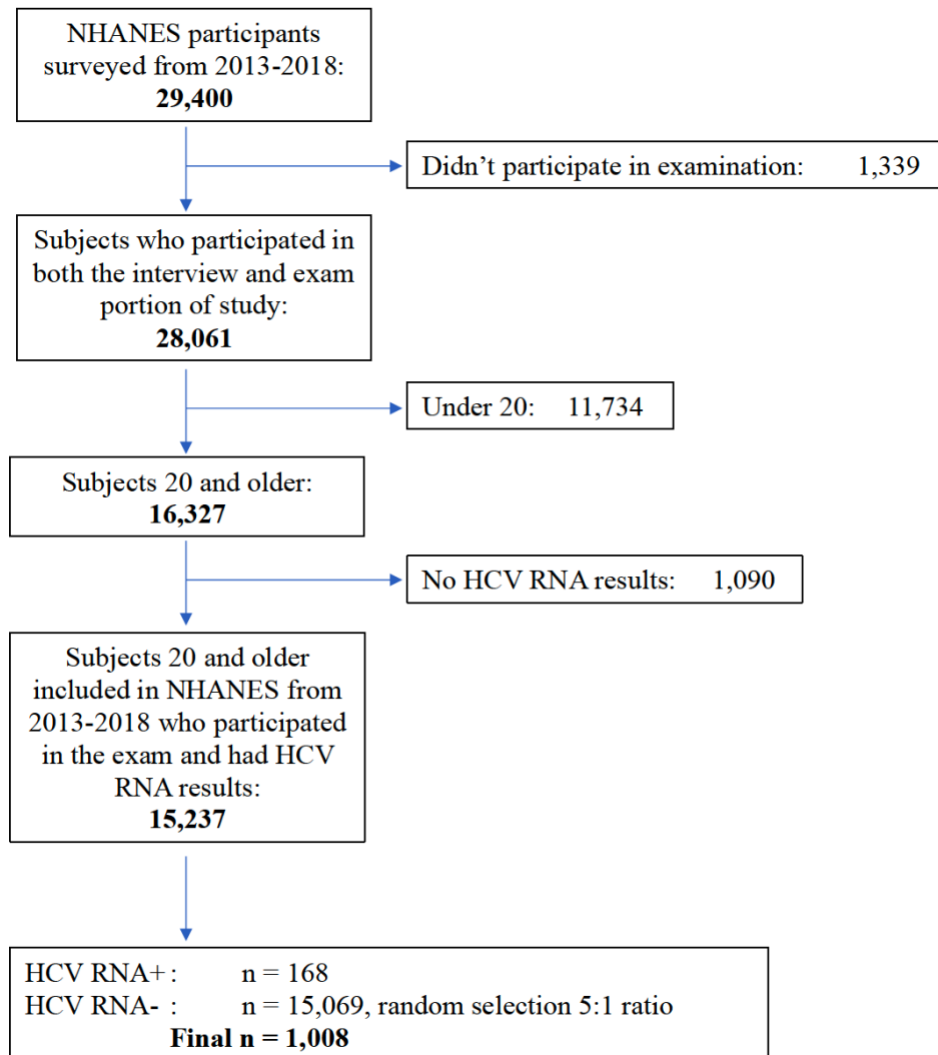 NHANES participants
surveyed from 2013-2018:
29,400
Didn't participate in examination: 1,339
Subjects who participated in
both the interview and exam
portion of study:
28,061
Under 20: 11,734
Subjects 20 and older:
16,327
No HCV RNA results: 1,090
Subjects 20 and older
included in NHANES from
2013-2018 who participated
in the exam and had HCV
RNA results:
15,237
HCV RNA+ : n = 168
HCV RNA- : n = 15,069, random selection 5:1 ratio
Final n = 1,008